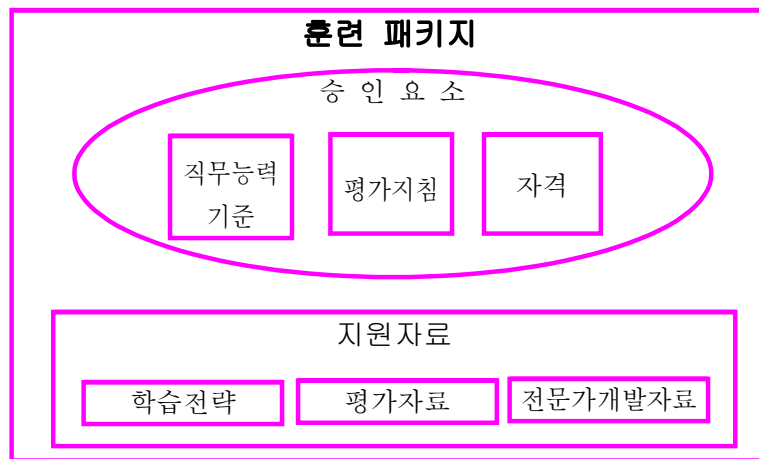 훈련 패키지
승 인 요 소
직무능력
기준
평가지침
자격
지원자료
학습전략
평가자료
전문가개발자료